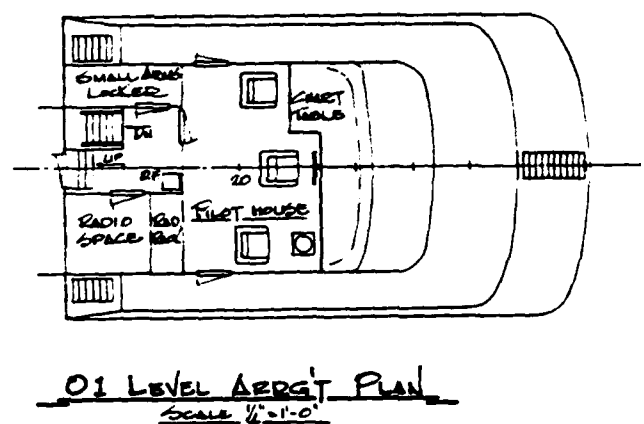 SMALL ARMS
LOCKER
CHART
TABLE
DN
UP
RF
20
PILOT HOUSE
RADIO
SPACE
RAD
01 LEVEL ARRG'T PLAN
SCALE ¼"=1'-0"